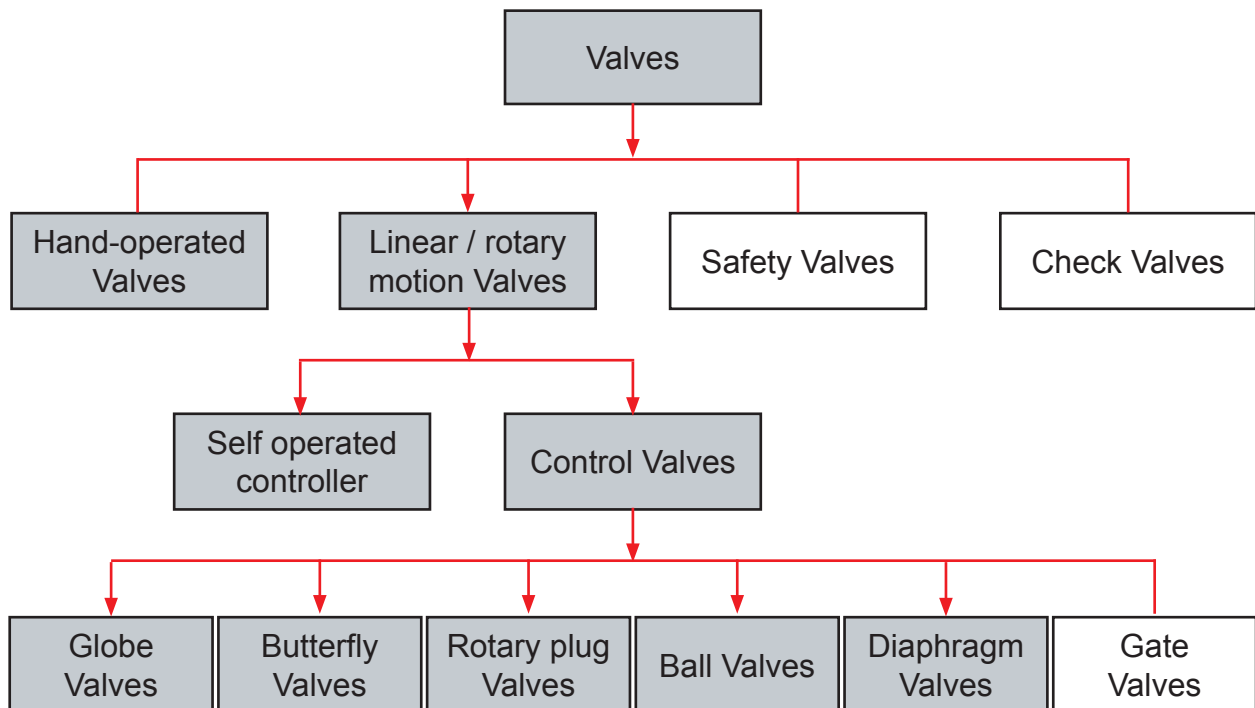 Valves
Hand-operated
Valves
Linear / rotary
motion Valves
Safety Valves
Check Valves
Self operated
controller
Control Valves
Globe
Valves
Butterfly
Valves
Rotary plug
Valves
Ball Valves
Diaphragm
Valves
Gate
Valves